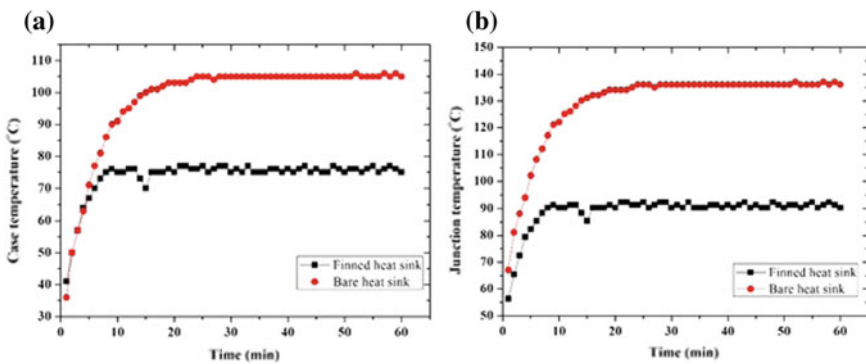 (a)
110
100
90
80
70
60
50
40
30
Case temperature (°C)
0 10 20 30 40 50 60
Time (min)
Finned heat sink
Bare heat sink
(b)
150
140
130
120
110
100
90
80
70
60
50
Junction temperature (°C)
0 10 20 30 40 50 60
Time (min)
Finned heat sink
Bare heat sink